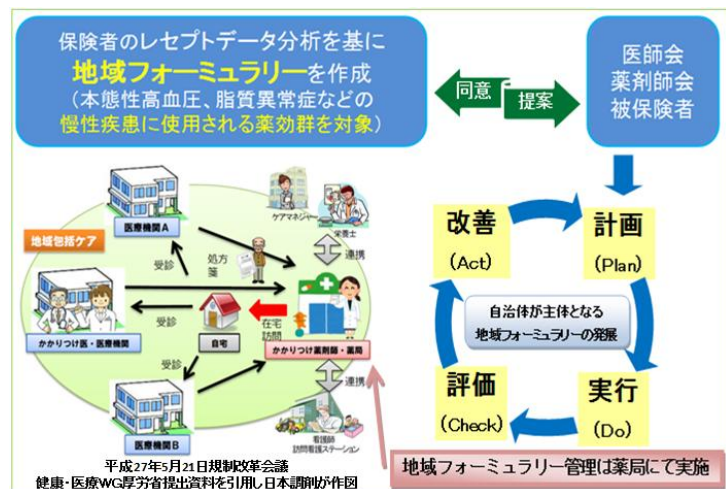 保険者のレセプトデータ分析を基に
地域フォーミュラリーを作成
（本態性高血圧、脂質異常症などの
慢性疾患に使用される薬効群を対象）
同意
提案
医師会
薬剤師会
被保険者
医療機関A
ケアマネジャー
栄養士
地域包括ケア
受診
処方
箋
連携
かかりつけ医・医療機関
受診
自宅
在宅
訪問
かかりつけ薬剤師・薬局
受診
連携
医療機関B
看護師
訪問看護ステーション
平成27年5月21日規制改革会議
健康・医療WG厚労省提出資料を引用し日本調剤が作図
改善
（Act）
計画
（Plan）
自治体が主体となる
地域フォーミュラリーの発展
評価
（Check）
実行
（Do）
地域フォーミュラリー管理は薬局にて実施